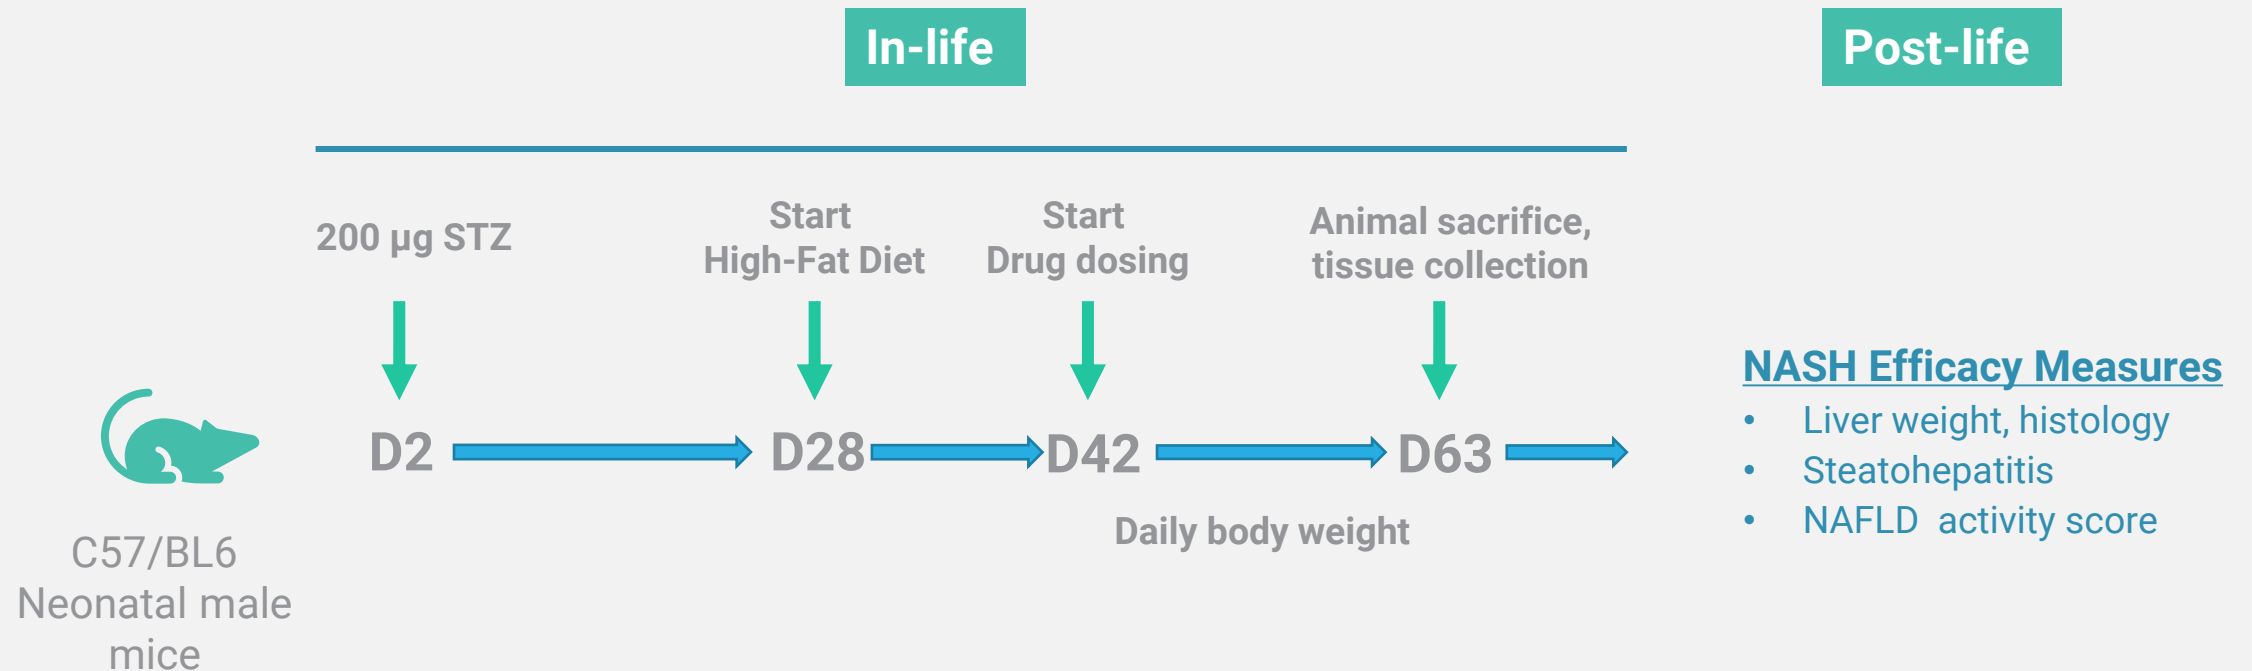 In-life
Post-life
200 µg STZ
Start
High-Fat Diet
Start
Drug dosing
Animal sacrifice,
tissue collection
D2
D28
D42
D63
Daily body weight
C57/BL6
Neonatal male
mice
NASH Efficacy Measures
• Liver weight, histology
• Steatohepatitis
• NAFLD activity score